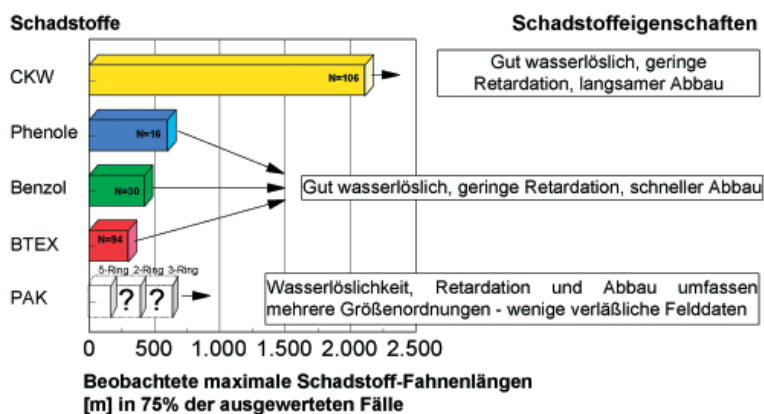 Schadstoffe
Schadstoffeigenschaften
CKW
N=106
Gut wasserlöslich, geringe
Retardation, langsamer Abbau
Phenole
N=16
Benzol
N=30
Gut wasserlöslich, geringe Retardation, schneller Abbau
BTEX
N=94
5-Ring 2-Ring 3-Ring
PAK
? ?
Wasserlöslichkeit, Retardation und Abbau umfassen
mehrere Größenordnungen - wenige verläßliche Felddaten
0 500 1.000 1.500 2.000 2.500
Beobachtete maximale Schadstoff-Fahnenlängen
[m] in 75% der ausgewerteten Fälle